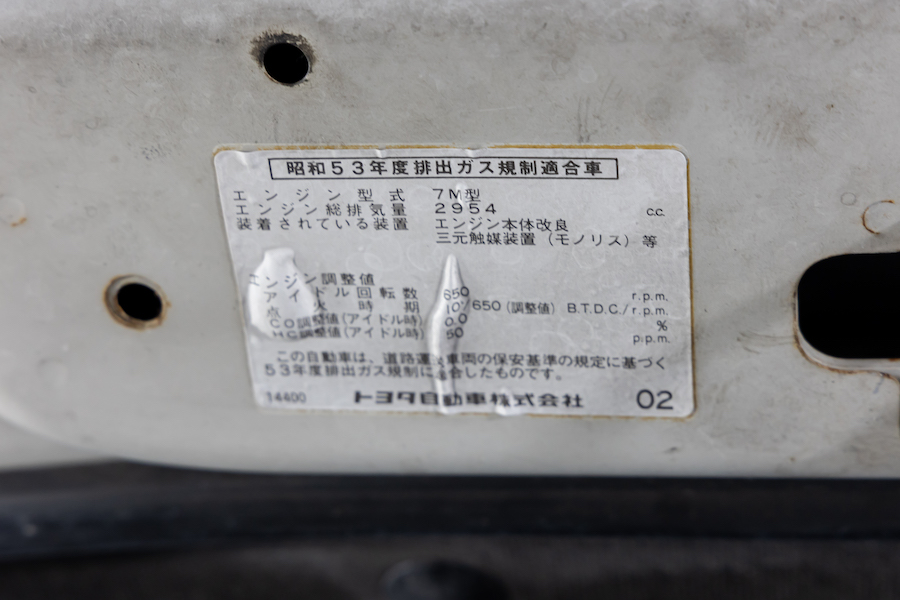 昭和53年度排出ガス規制適合車
エンジン型式 7M型
エンジン総排気量 2954 c.c.
装着されている装置 エンジン本体改良
三元触媒装置（モノリス）等
エンジン調整値
アイドル回転数 650 r.p.m.
点火時期 10°/650（調整値）B.T.D.C./r.p.m.
CO調整値(アイドル時) 0.0 %
HC調整値(アイドル時) 50 p.p.m.
この自動車は、道路運 車両の保安基準の規定に基づく
53年度排出ガス規制に 合したものです。
14400 トヨタ自動車株式会社 02